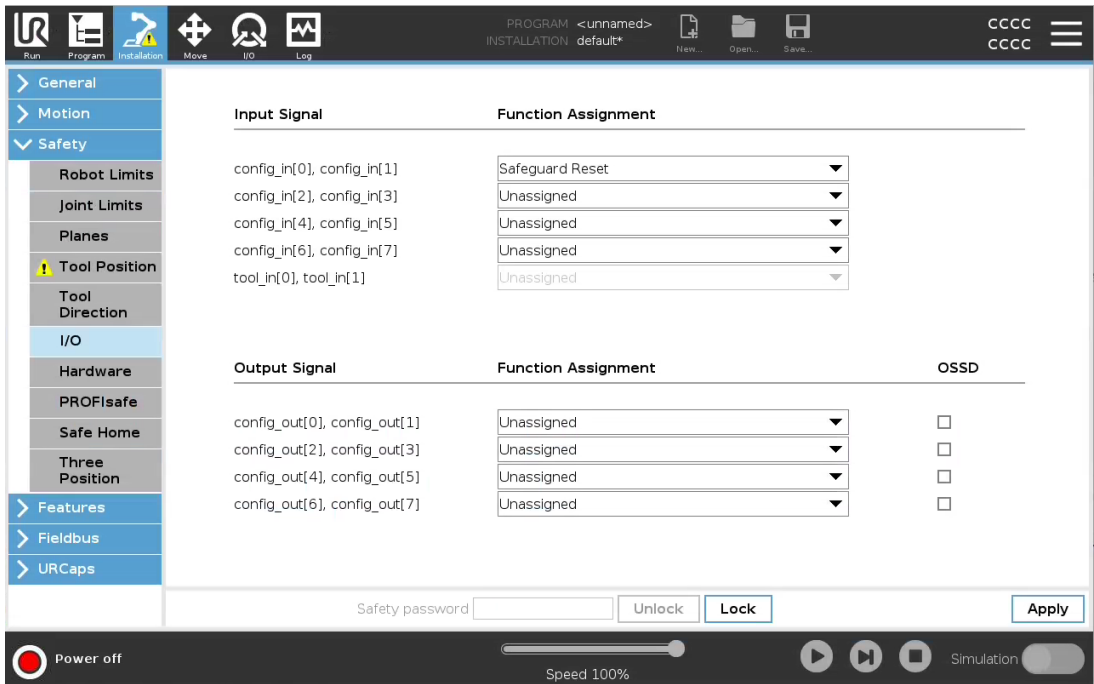 PROGRAM <unnamed>
INSTALLATION default*
CCCC
CCCC
UR
Run Program Installation Move I/O Log New... Open... Save...
General
Motion
Safety
Robot Limits
Joint Limits
Planes
Tool Position
Tool
Direction
I/O
Hardware
PROFIsafe
Safe Home
Three
Position
Features
Fieldbus
URCaps
Input Signal Function Assignment
config_in[0], config_in[1] Safeguard Reset
config_in[2], config_in[3] Unassigned
config_in[4], config_in[5] Unassigned
config_in[6], config_in[7] Unassigned
tool_in[0], tool_in[1] Unassigned
Output Signal Function Assignment OSSD
config_out[0], config_out[1] Unassigned
config_out[2], config_out[3] Unassigned
config_out[4], config_out[5] Unassigned
config_out[6], config_out[7] Unassigned
Safety password Unlock Lock Apply
Power off
Speed 100%
Simulation